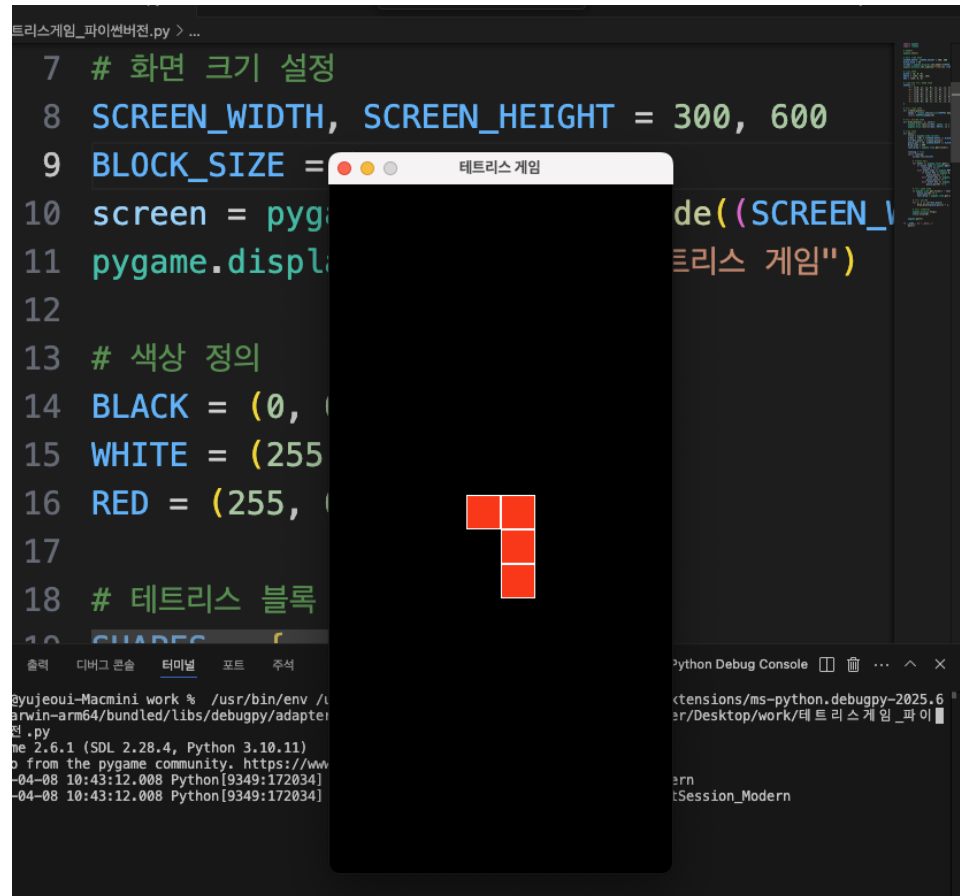 트리스게임_파이썬버전.py > ...
7 # 화면 크기 설정
8 SCREEN_WIDTH, SCREEN_HEIGHT = 300, 600
9 BLOCK_SIZE =
테트리스 게임
10 screen = pyg de((SCREEN_W
11 pygame.displ 트리스 게임")
12
13 # 색상 정의
14 BLACK = (0,
15 WHITE = (255
16 RED = (255,
17
18 # 테트리스 블록
출력 디버그 콘솔 터미널 포트 주석 Python Debug Console
@yujeoui-Macmini work % /usr/bin/env /u xtensions/ms-python.debugpy-2025.6
arwin-arm64/bundled/libs/debugpy/adapter er/Desktop/work/테트리스게임_파이
전.py
me 2.6.1 (SDL 2.28.4, Python 3.10.11)
o from the pygame community. https://www
-04-08 10:43:12.008 Python[9349:172034] ern
-04-08 10:43:12.008 Python[9349:172034] tSession_Modern